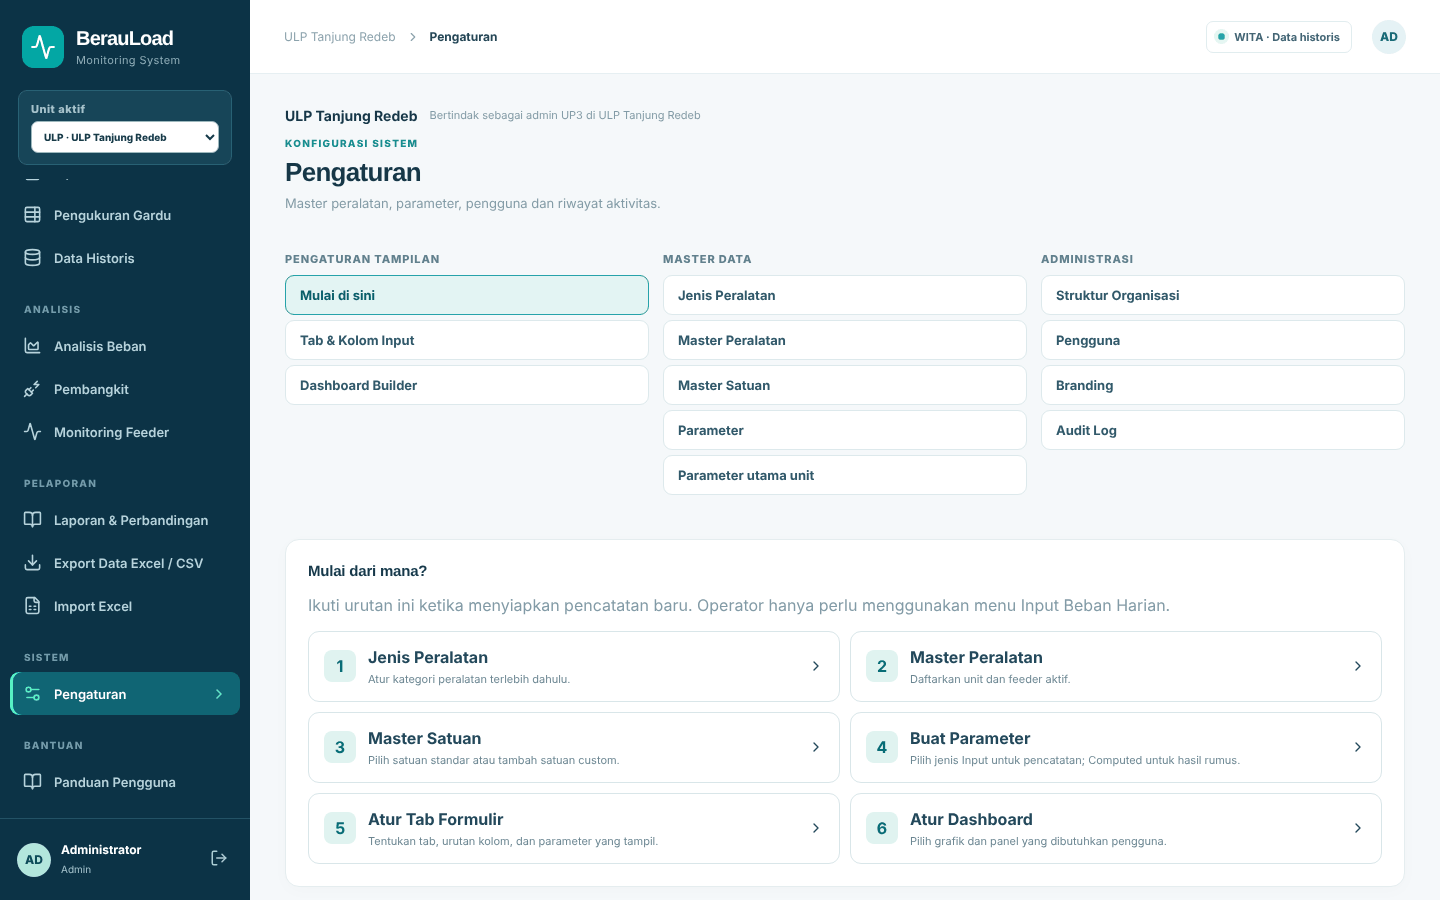 BerauLoad
Monitoring System
Unit aktif
ULP · ULP Tanjung Redeb
Pengukuran Gardu
Data Historis
ANALISIS
Analisis Beban
Pembangkit
Monitoring Feeder
PELAPORAN
Laporan & Perbandingan
Export Data Excel / CSV
Import Excel
SISTEM
Pengaturan
BANTUAN
Panduan Pengguna
AD
Administrator
Admin
ULP Tanjung Redeb
Pengaturan
WITA · Data historis
AD
ULP Tanjung Redeb Bertindak sebagai admin UP3 di ULP Tanjung Redeb
KONFIGURASI SISTEM
Pengaturan
Master peralatan, parameter, pengguna dan riwayat aktivitas.
PENGATURAN TAMPILAN
Mulai di sini
Tab & Kolom Input
Dashboard Builder
MASTER DATA
Jenis Peralatan
Master Peralatan
Master Satuan
Parameter
Parameter utama unit
ADMINISTRASI
Struktur Organisasi
Pengguna
Branding
Audit Log
Mulai dari mana?
Ikuti urutan ini ketika menyiapkan pencatatan baru. Operator hanya perlu menggunakan menu Input Beban Harian.
1
Jenis Peralatan
Atur kategori peralatan terlebih dahulu.
2
Master Peralatan
Daftarkan unit dan feeder aktif.
3
Master Satuan
Pilih satuan standar atau tambah satuan custom.
4
Buat Parameter
Pilih jenis Input untuk pencatatan; Computed untuk hasil rumus.
5
Atur Tab Formulir
Tentukan tab, urutan kolom, dan parameter yang tampil.
6
Atur Dashboard
Pilih grafik dan panel yang dibutuhkan pengguna.